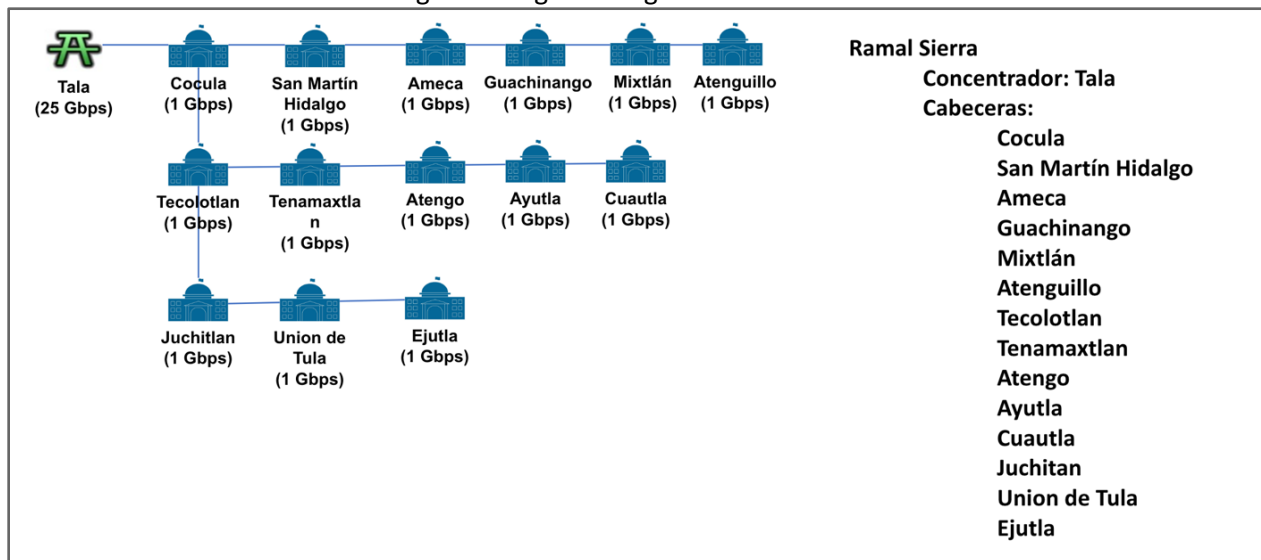 Tala
(25 Gbps)
Cocula
(1 Gbps)
San Martín
Hidalgo
(1 Gbps)
Ameca
(1 Gbps)
Guachinango
(1 Gbps)
Mixtlán
(1 Gbps)
Atenguillo
(1 Gbps)
Tecolotlan
(1 Gbps)
Tenamaxtla
n
(1 Gbps)
Atengo
(1 Gbps)
Ayutla
(1 Gbps)
Cuautla
(1 Gbps)
Juchitlan
(1 Gbps)
Union de
Tula
(1 Gbps)
Ejutla
(1 Gbps)
Ramal Sierra
Concentrador: Tala
Cabeceras:
Cocula
San Martín Hidalgo
Ameca
Guachinango
Mixtlán
Atenguillo
Tecolotlan
Tenamaxtlan
Atengo
Ayutla
Cuautla
Juchitan
Union de Tula
Ejutla